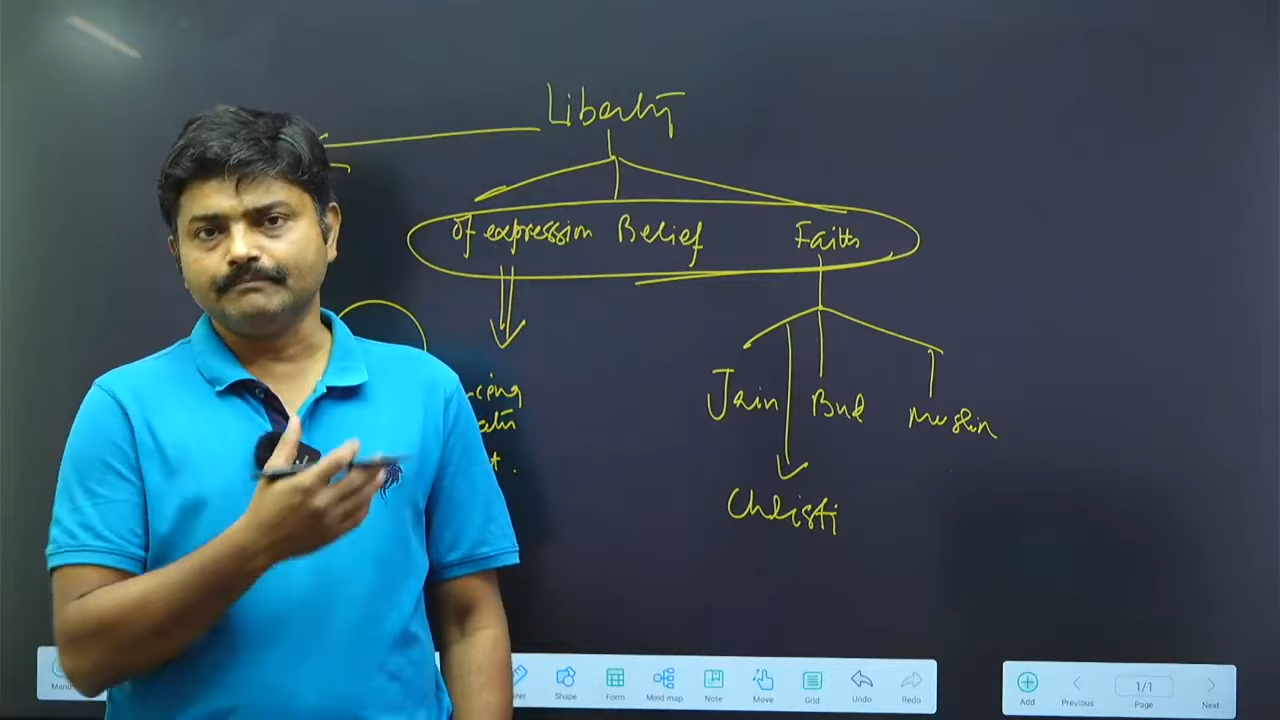 Liberty
Of expression Belief Faith
Jain Bud Muslim
Christi
Shape Form Mind map Note Move Grid Undo Redo
Add Previous 1/1 Page Next